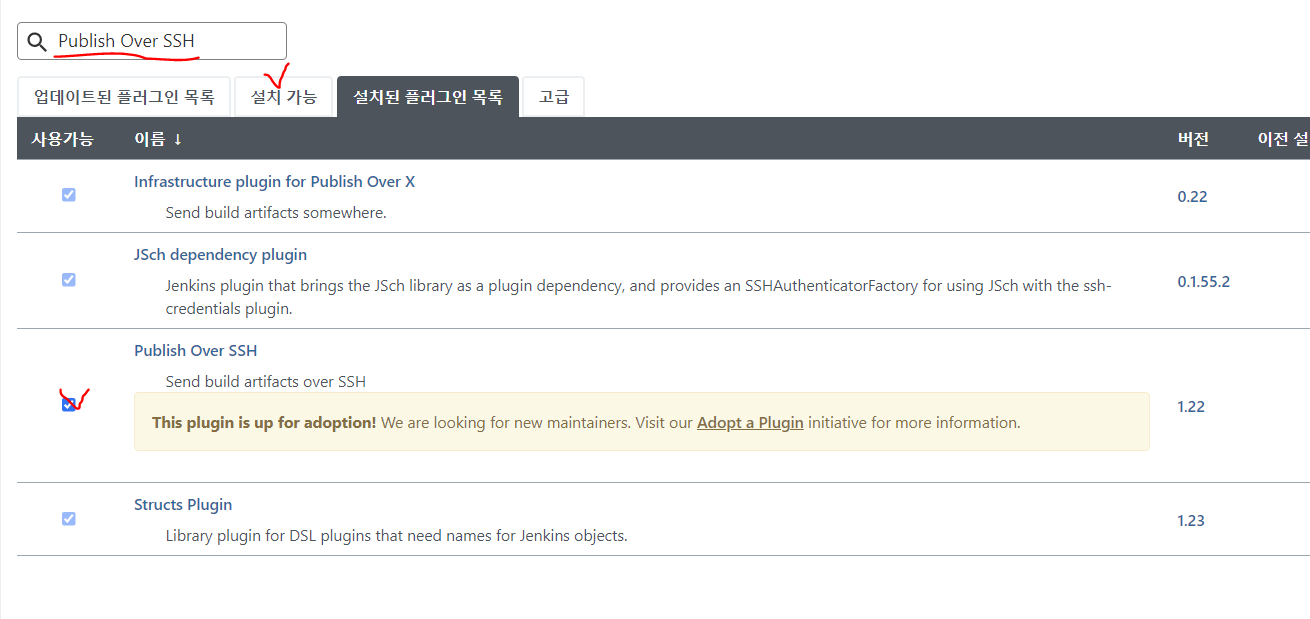 Publish Over SSH
업데이트된 플러그인 목록 설치 가능 설치된 플러그인 목록 고급
사용가능 이름 ↓ 버전 이전 설
Infrastructure plugin for Publish Over X
Send build artifacts somewhere.
0.22
JSch dependency plugin
Jenkins plugin that brings the JSch library as a plugin dependency, and provides an SSHAuthenticatorFactory for using JSch with the ssh-
credentials plugin.
0.1.55.2
Publish Over SSH
Send build artifacts over SSH
This plugin is up for adoption! We are looking for new maintainers. Visit our Adopt a Plugin initiative for more information.
1.22
Structs Plugin
Library plugin for DSL plugins that need names for Jenkins objects.
1.23